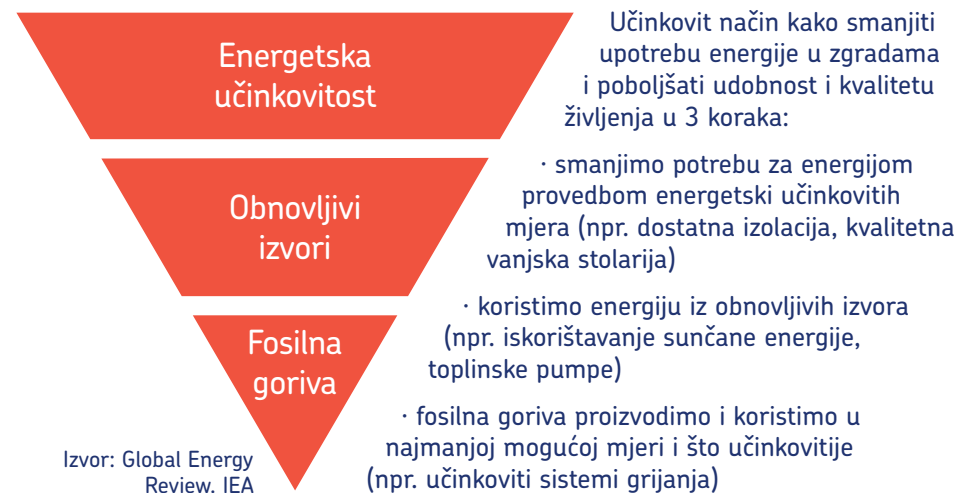 Energetska
učinkovitost
Obnovljivi
izvori
Fosilna
goriva
Izvor: Global Energy
Review. IEA
Učinkovit način kako smanjiti
upotrebu energije u zgradama
i poboljšati udobnost i kvalitetu
življenja u 3 koraka:
· smanjimo potrebu za energijom
provedbom energetski učinkovitih
mjera (npr. dostatna izolacija, kvalitetna
vanjska stolarija)
· koristimo energiju iz obnovljivih izvora
(npr. iskorištavanje sunčane energije,
toplinske pumpe)
· fosilna goriva proizvodimo i koristimo u
najmanjoj mogućoj mjeri i što učinkovitije
(npr. učinkoviti sistemi grijanja)